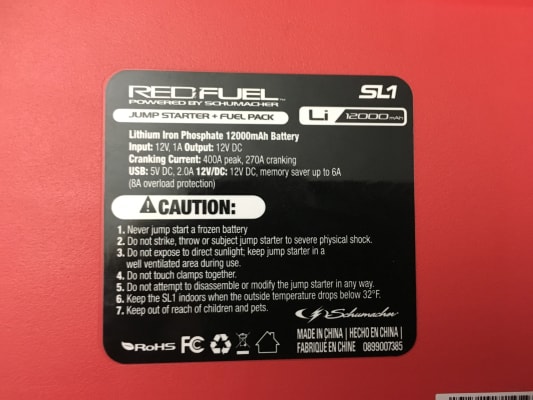 RED FUEL™ SL1
POWERED BY SCHUMACHER
JUMP STARTER + FUEL PACK Li 12000mAh
Lithium Iron Phosphate 12000mAh Battery
Input: 12V, 1A Output: 12V DC
Cranking Current: 400A peak, 270A cranking
USB: 5V DC, 2.0A 12V/DC: 12V DC, memory saver up to 6A
(8A overload protection)
CAUTION:
1. Never jump start a frozen battery
2. Do not strike, throw or subject jump starter to severe physical shock.
3. Do not expose to direct sunlight; keep jump starter in a
well ventilated area during use.
4. Do not touch clamps together.
5. Do not attempt to disassemble or modify the jump starter in any way.
6. Keep the SL1 indoors when the outside temperature drops below 32°F.
7. Keep out of reach of children and pets.
Schumacher
RoHS FC
MADE IN CHINA | HECHO EN CHINA |
FABRIQUE EN CHINE 0899007385